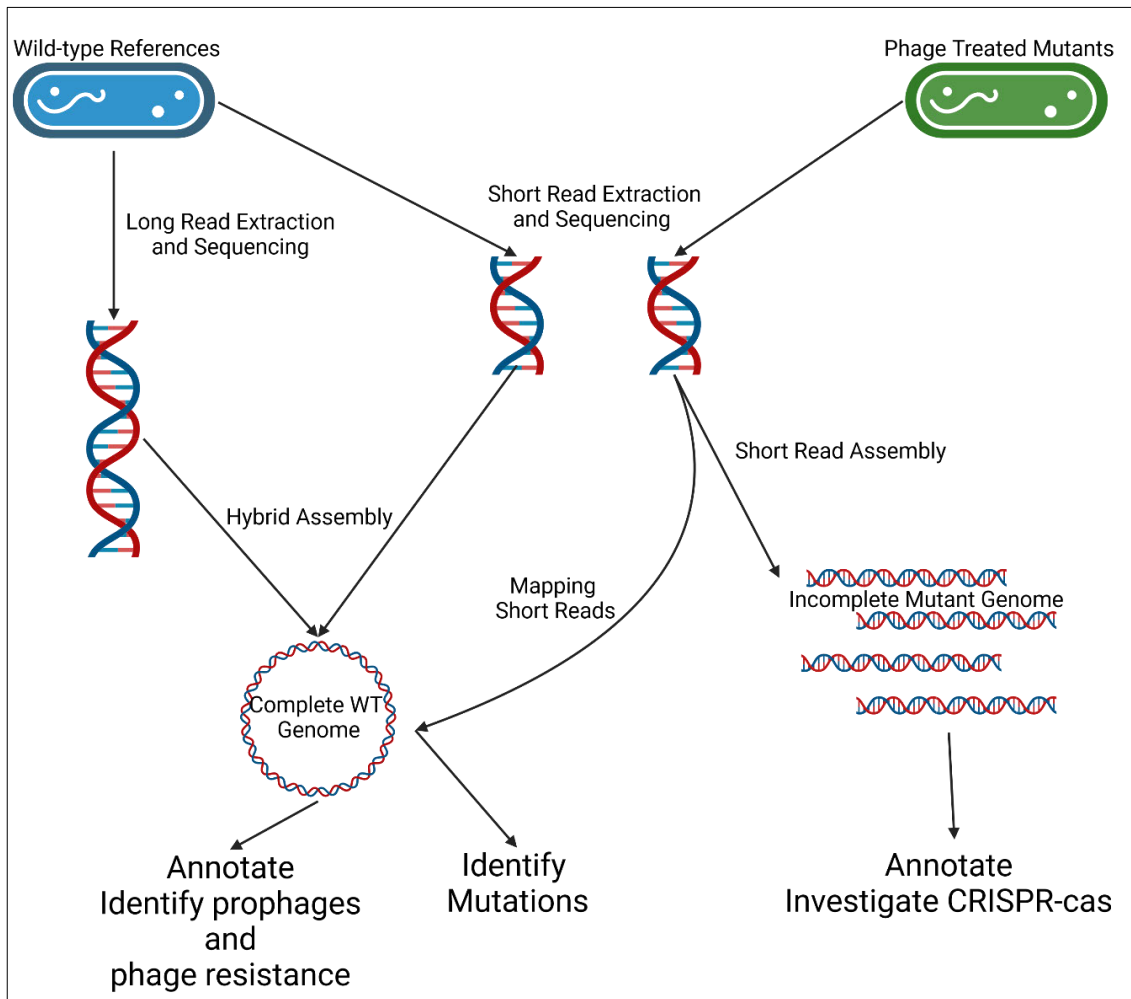 Wild-type References
Phage Treated Mutants
Short Read Extraction
and Sequencing
Long Read Extraction
and Sequencing
Short Read Assembly
Hybrid Assembly
Mapping
Short Reads
Incomplete Mutant Genome
Complete WT
Genome
Annotate
Identify prophages
and
phage resistance
Identify
Mutations
Annotate
Investigate CRISPR-cas